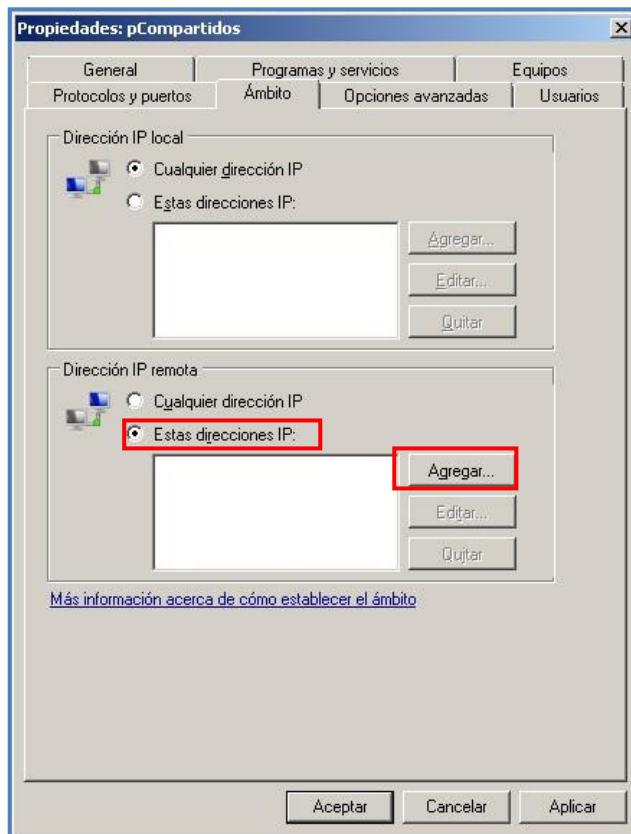 Propiedades: pCompartidos
General Programas y servicios Equipos
Protocolos y puertos Ámbito Opciones avanzadas Usuarios
Dirección IP local
Cualquier dirección IP
Estas direcciones IP:
Agregar...
Editar...
Quitar
Dirección IP remota
Cualquier dirección IP
Estas direcciones IP:
Agregar...
Editar...
Quitar
Más información acerca de cómo establecer el ámbito
Aceptar Cancelar Aplicar